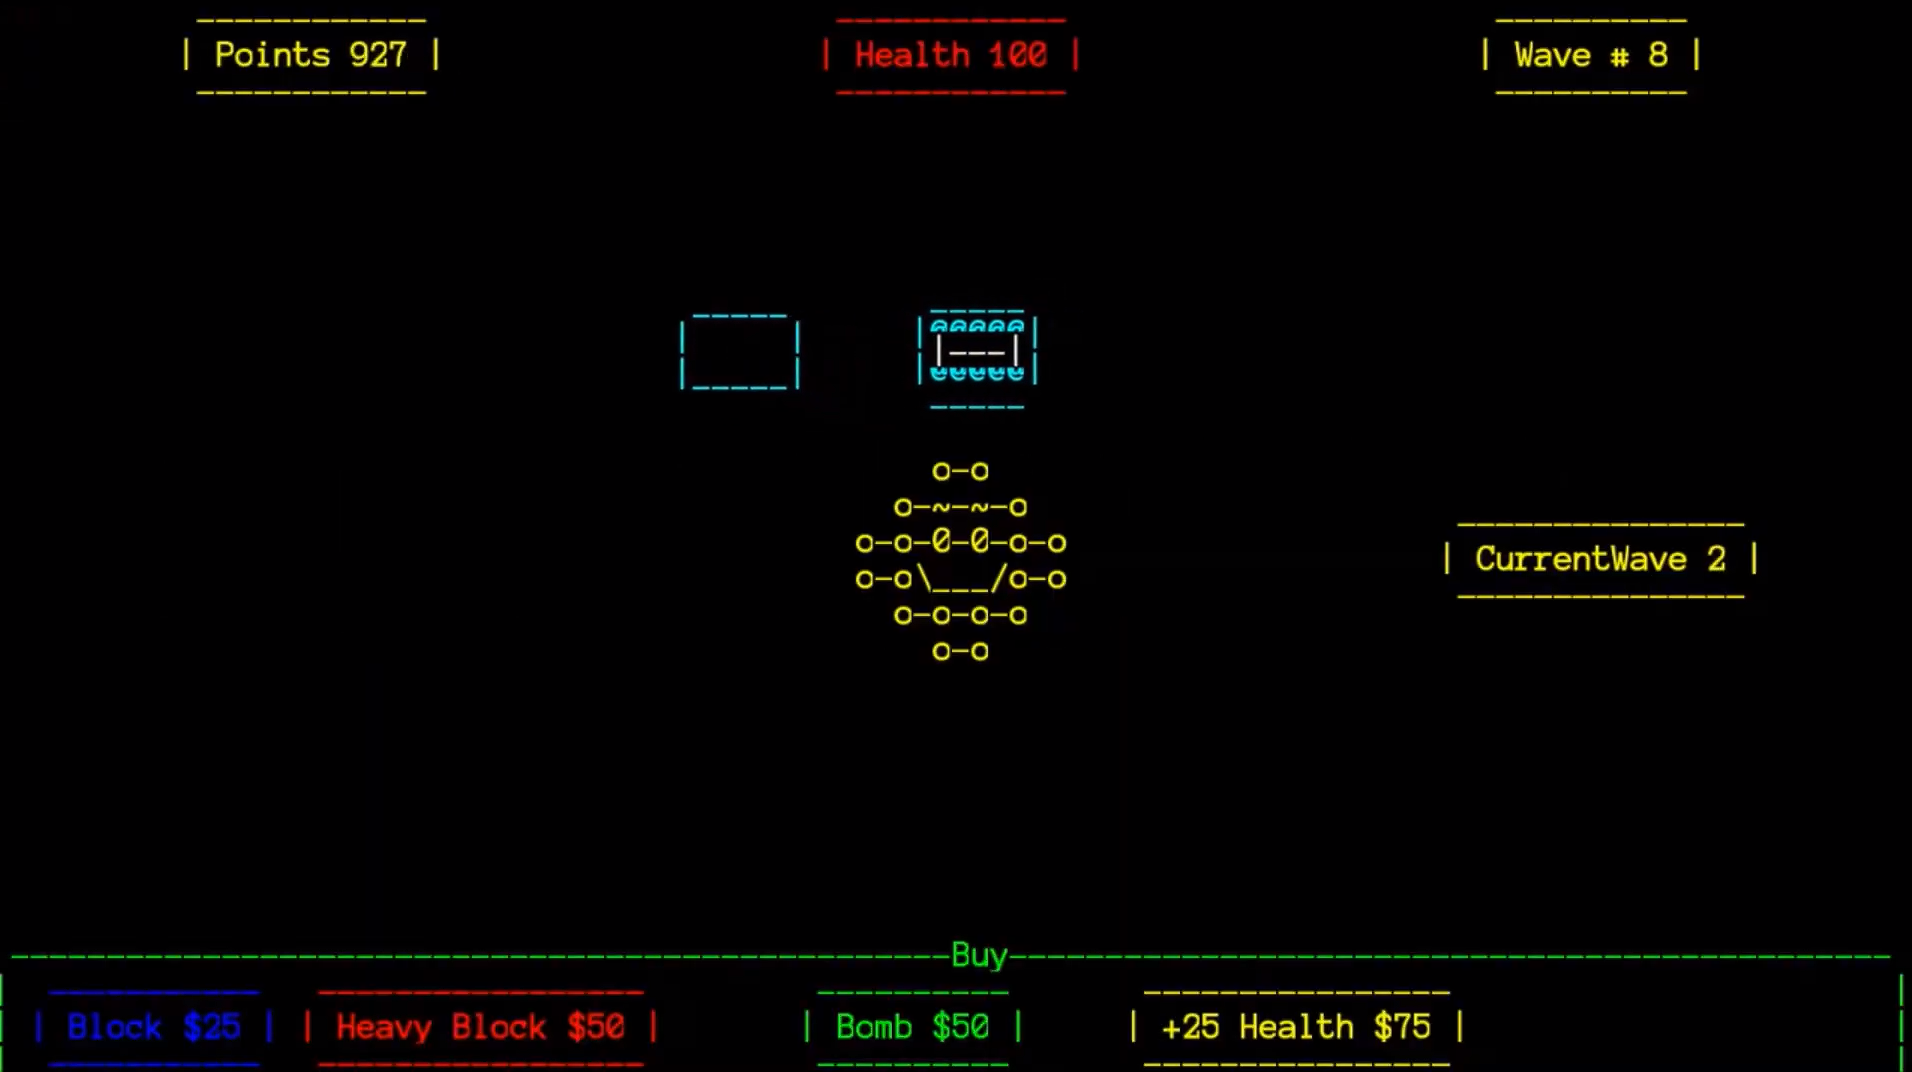 Points 927
Health 100
Wave # 8
CurrentWave 2
Buy
Block $25
Heavy Block $50
Bomb $50
+25 Health $75